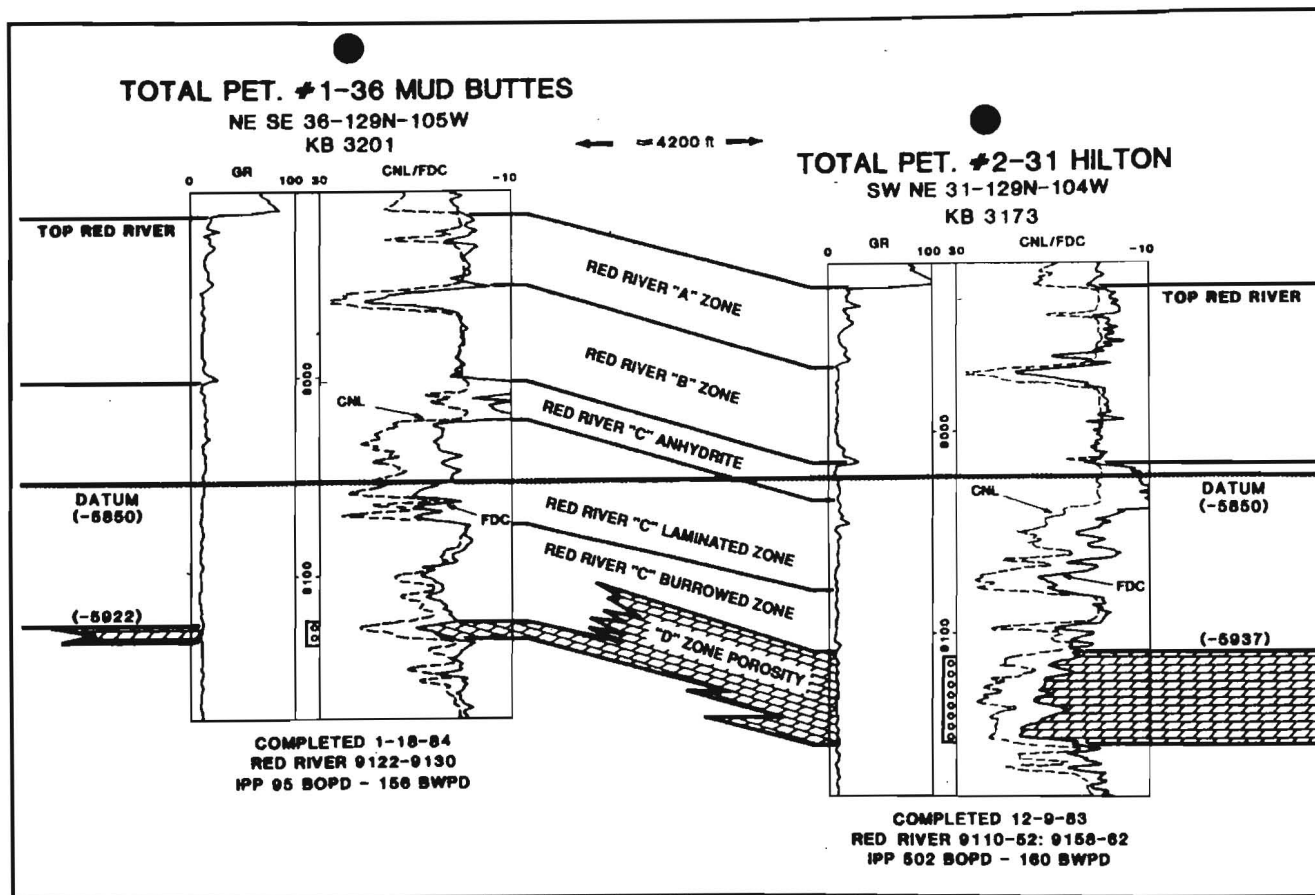 TOTAL PET. #1-36 MUD BUTTES
NE SE 36-129N-105W
KB 3201
≈4200 ft
TOTAL PET. #2-31 HILTON
SW NE 31-129N-104W
KB 3173
0 GR 100 30 CNL/FDC -10
0 GR 100 30 CNL/FDC -10
TOP RED RIVER
TOP RED RIVER
RED RIVER "A" ZONE
RED RIVER "B" ZONE
RED RIVER "C" ANHYDRITE
RED RIVER "C" LAMINATED ZONE
RED RIVER "C" BURROWED ZONE
"D" ZONE POROSITY
9000
9100
CNL
FDC
DATUM
(-5850)
(-5922)
9000
9100
CNL
FDC
DATUM
(-5850)
(-5937)
COMPLETED 1-18-84
RED RIVER 9122-9130
IPP 95 BOPD - 156 BWPD
COMPLETED 12-9-83
RED RIVER 9110-52: 9158-62
IPP 502 BOPD - 160 BWPD